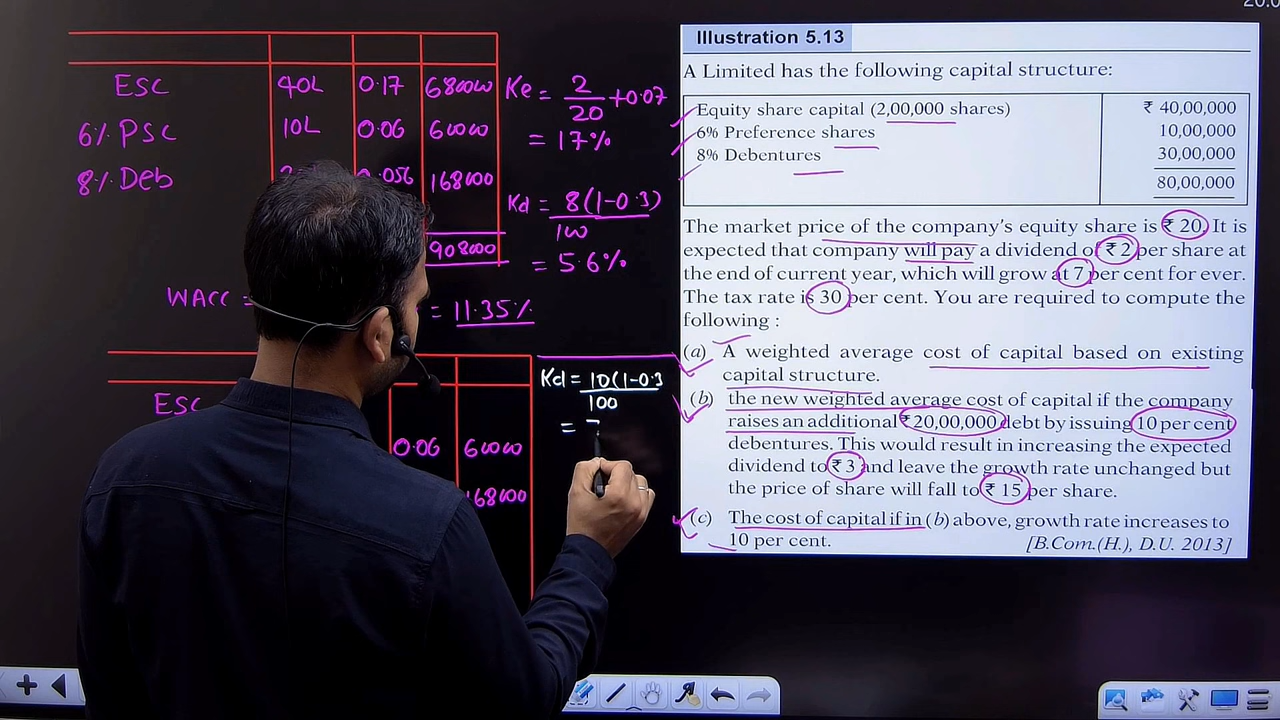 20.0
ESC 40L 0.17 680000
6% PSC 10L 0.06 60000
8% Deb 0.056 168000
908000
WACC =
= 11.35%
Ke = 2/20 + 0.07
= 17%
Kd = 8(1-0.3)/100
= 5.6%
ESC
0.06 60000
168000
Kd = 10(1-0.3
100
= 7
Illustration 5.13
A Limited has the following capital structure:
Equity share capital (2,00,000 shares) ₹ 40,00,000
6% Preference shares 10,00,000
8% Debentures 30,00,000
80,00,000
The market price of the company's equity share is ₹ 20. It is
expected that company will pay a dividend of ₹ 2 per share at
the end of current year, which will grow at 7 per cent for ever.
The tax rate is 30 per cent. You are required to compute the
following :
(a) A weighted average cost of capital based on existing
capital structure.
(b) the new weighted average cost of capital if the company
raises an additional ₹ 20,00,000 debt by issuing 10 per cent
debentures. This would result in increasing the expected
dividend to ₹ 3 and leave the growth rate unchanged but
the price of share will fall to ₹ 15 per share.
(c) The cost of capital if in (b) above, growth rate increases to
10 per cent. [B.Com.(H.), D.U. 2013]